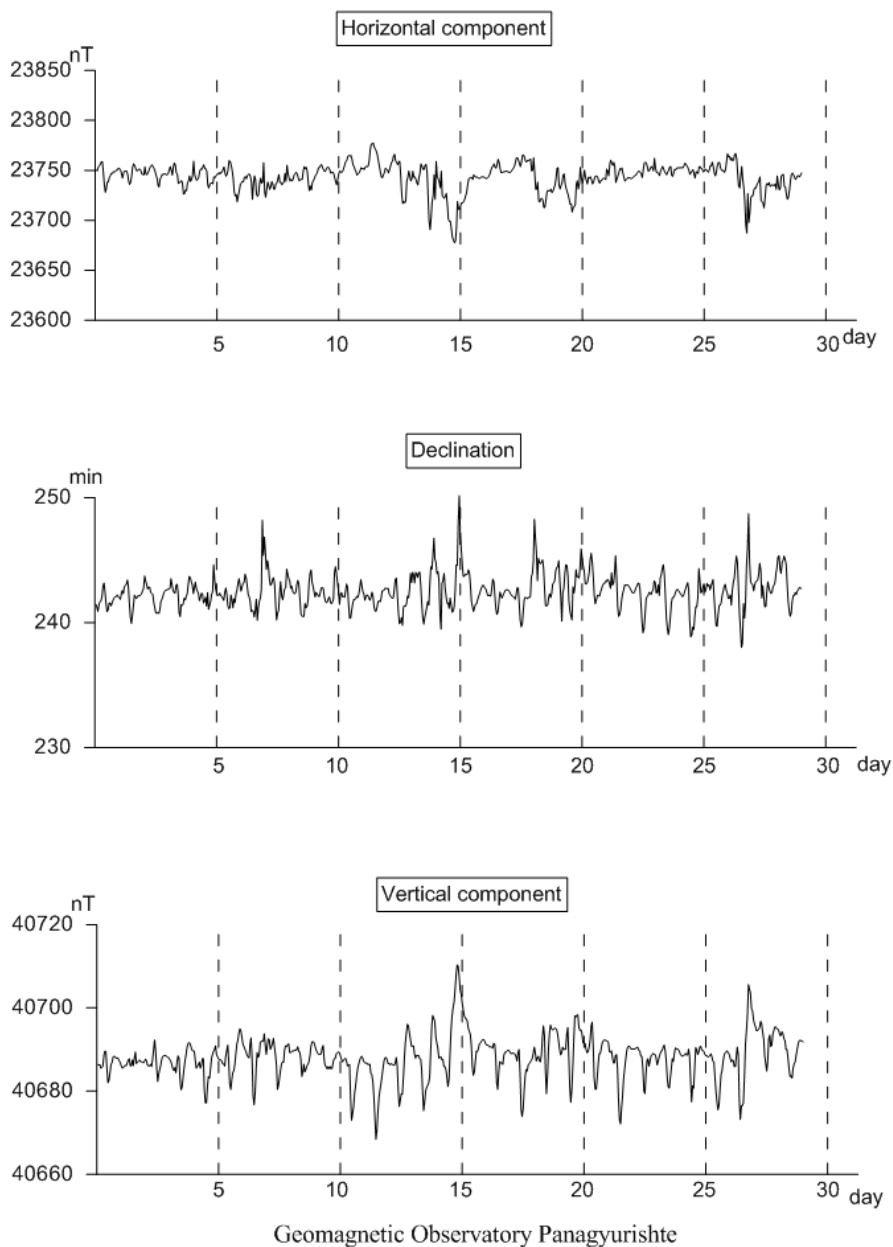 Horizontal component
nT
23850
23800
23750
23700
23650
23600
5 10 15 20 25 30 day
Declination
min
250
240
230
5 10 15 20 25 30 day
Vertical component
nT
40720
40700
40680
40660
5 10 15 20 25 30 day
Geomagnetic Observatory Panagyurishte